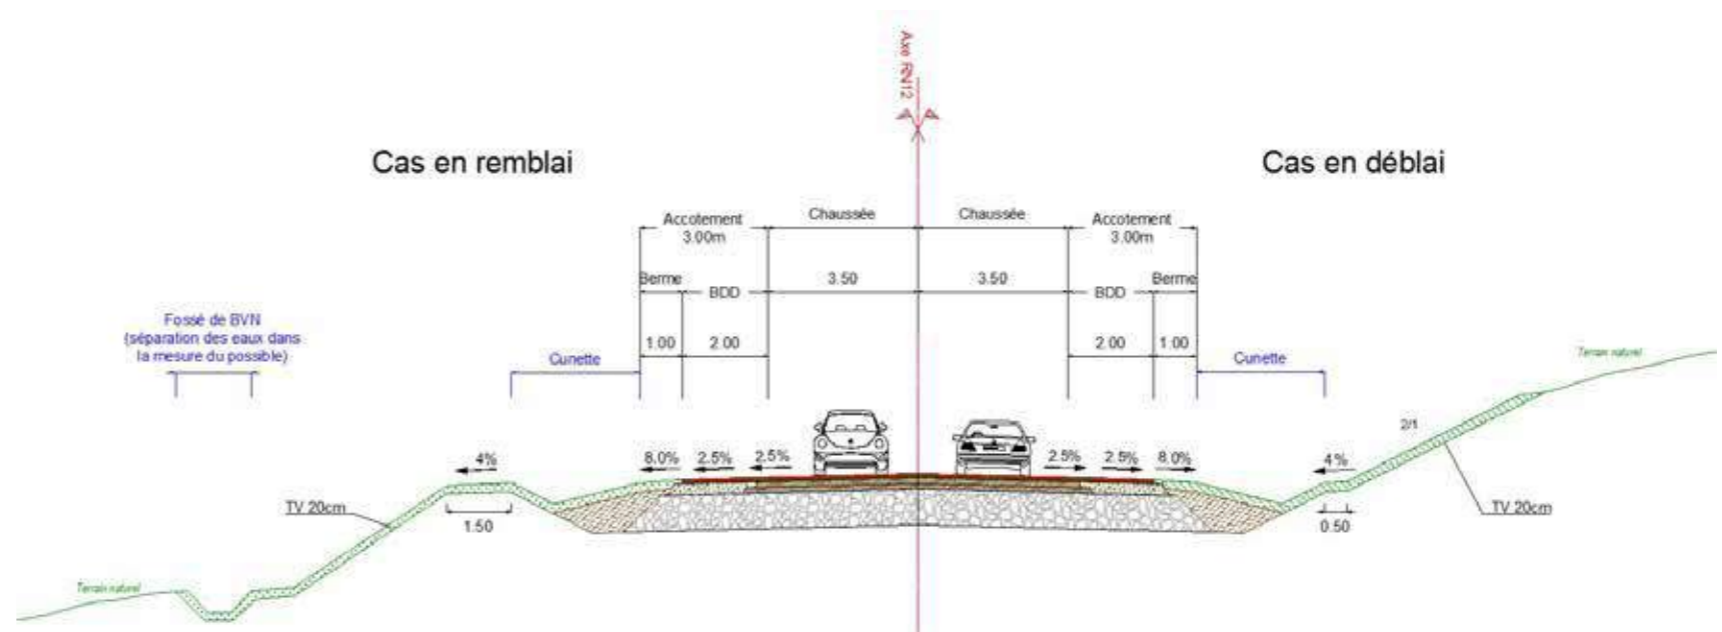 Axe RN12
Cas en remblai
Cas en déblai
Accotement
3.00m
Chaussée
Chaussée
Accotement
3.00m
Berme
BDD
3.50
3.50
BDD
Berme
1.00
2.00
2.00
1.00
Fossé de BVN
(séparation des eaux dans
la mesure du possible)
Cunette
Cunette
Terrain naturel
2/1
4%
8.0%
2.5%
2.5%
2.5%
2.5%
8.0%
4%
TV 20cm
1.50
0.50
TV 20cm
Terrain naturel